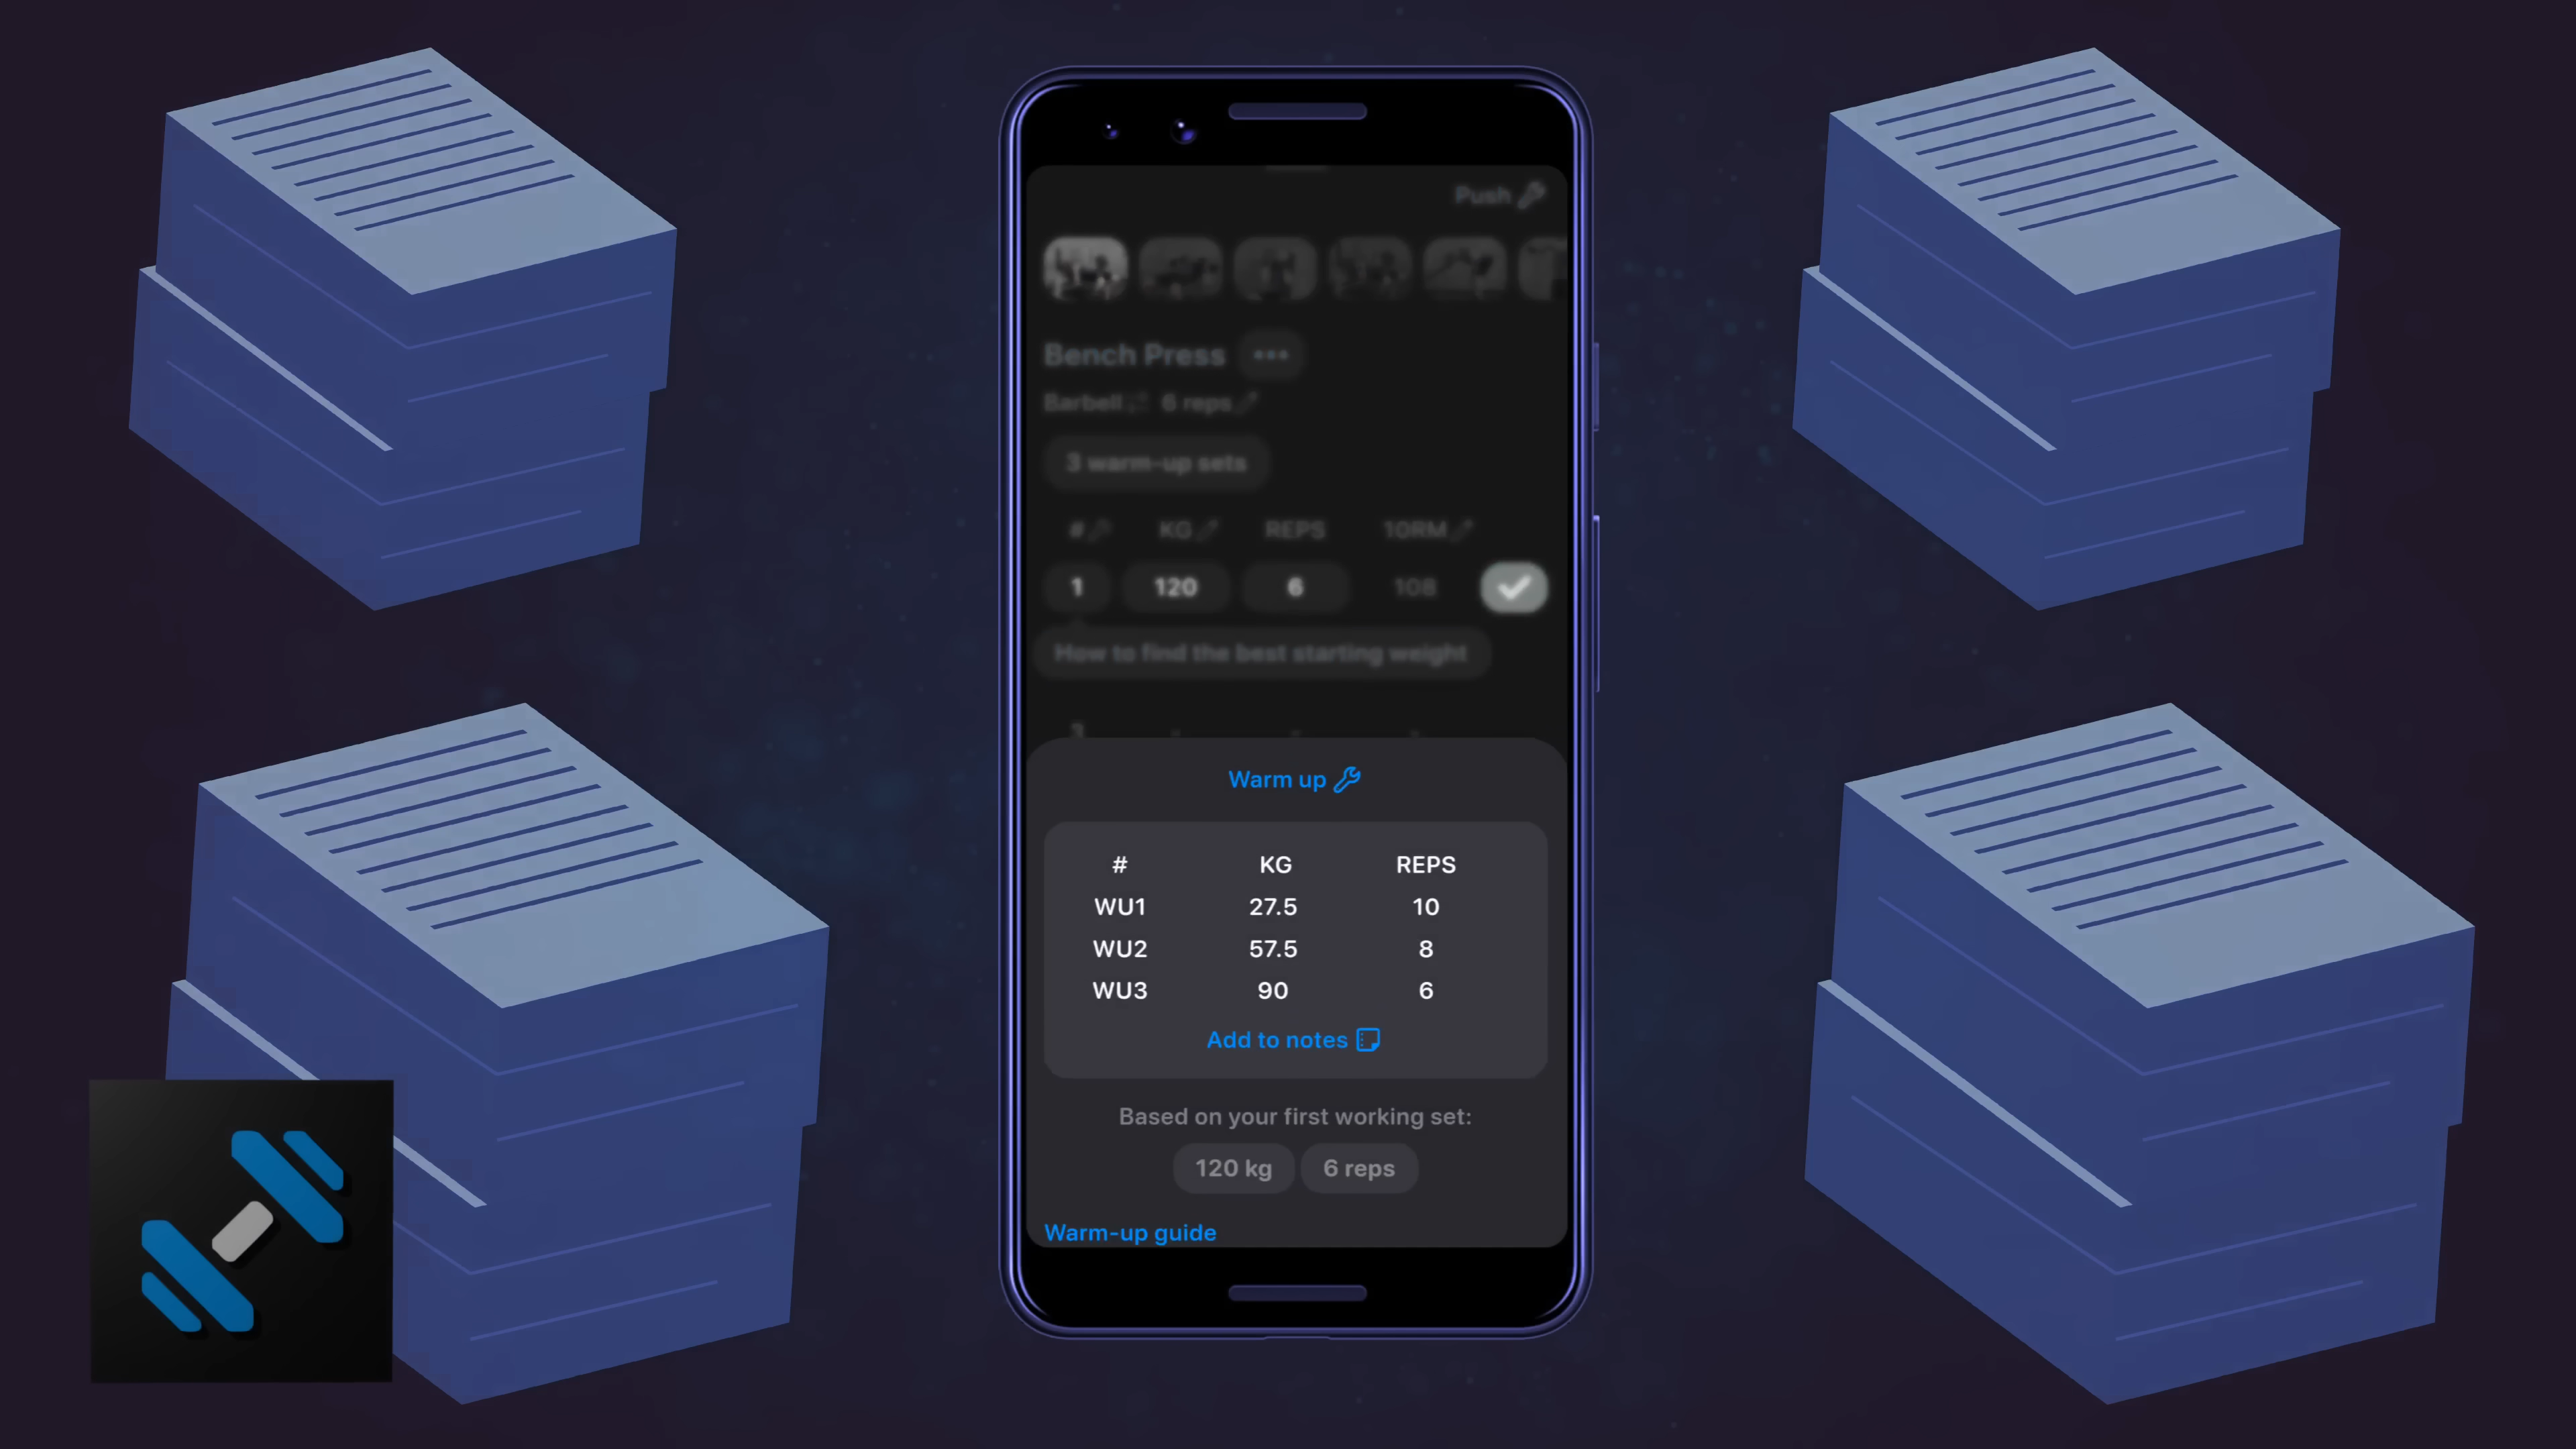 Push
Bench Press
Barbell 6 reps
3 warm-up sets
# KG REPS 10RM
1 120 6 108
How to find the best starting weight
3
Warm up
# KG REPS
WU1 27.5 10
WU2 57.5 8
WU3 90 6
Add to notes
Based on your first working set:
120 kg 6 reps
Warm-up guide